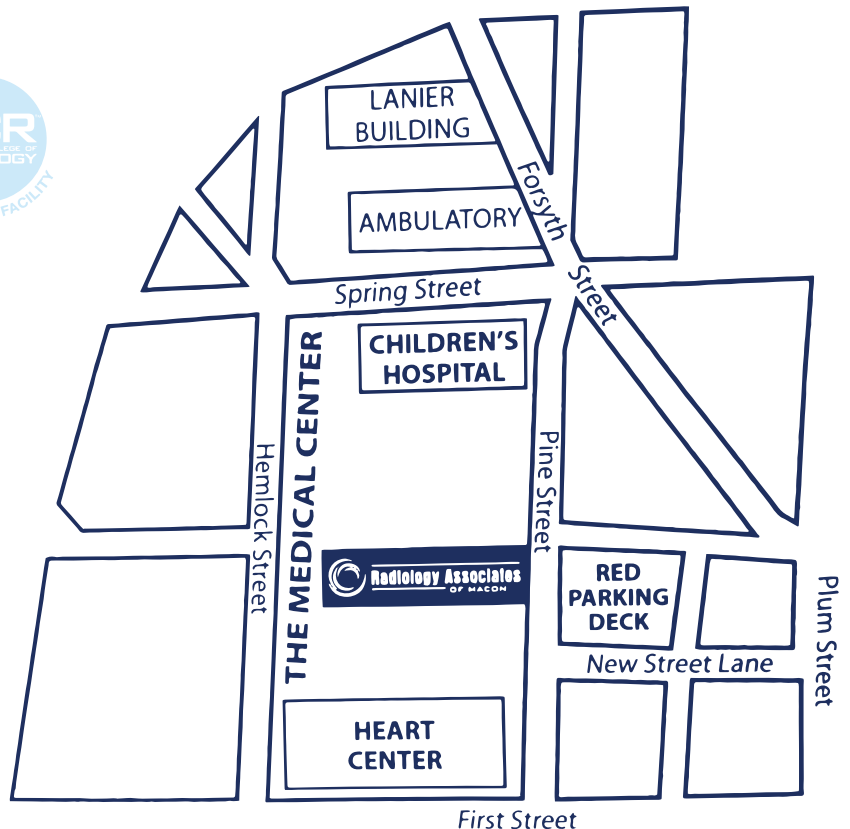 LANIER
BUILDING
AMBULATORY
Forsyth
Street
Spring Street
CHILDREN'S
HOSPITAL
THE MEDICAL CENTER
Hemlock Street
Pine Street
Radiology Associates
OF MACON
RED
PARKING
DECK
Plum Street
New Street Lane
HEART
CENTER
First Street
FACILITY